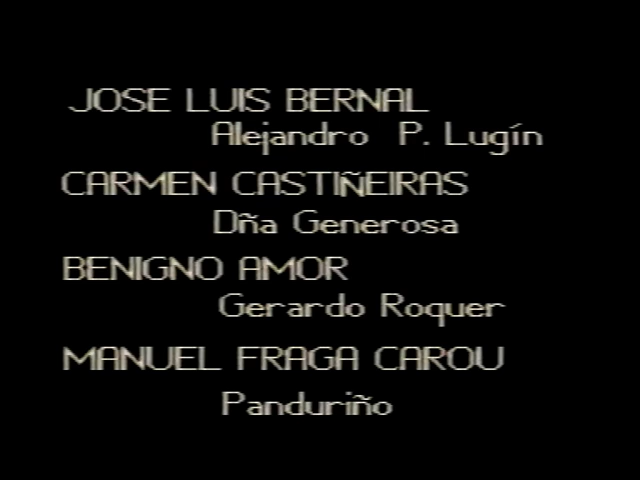 JOSE LUIS BERNAL
Alejandro P. Lugín
CARMEN CASTIÑEIRAS
Dña Generosa
BENIGNO AMOR
Gerardo Roquer
MANUEL FRAGA CAROU
Panduriño